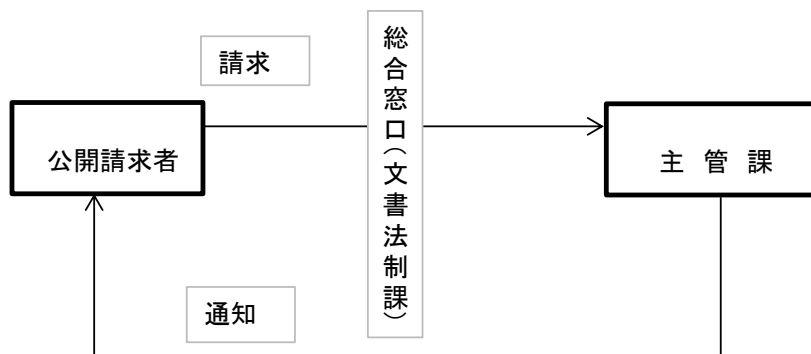 請求
総合窓口（文書法制課）
公開請求者
主管課
通知